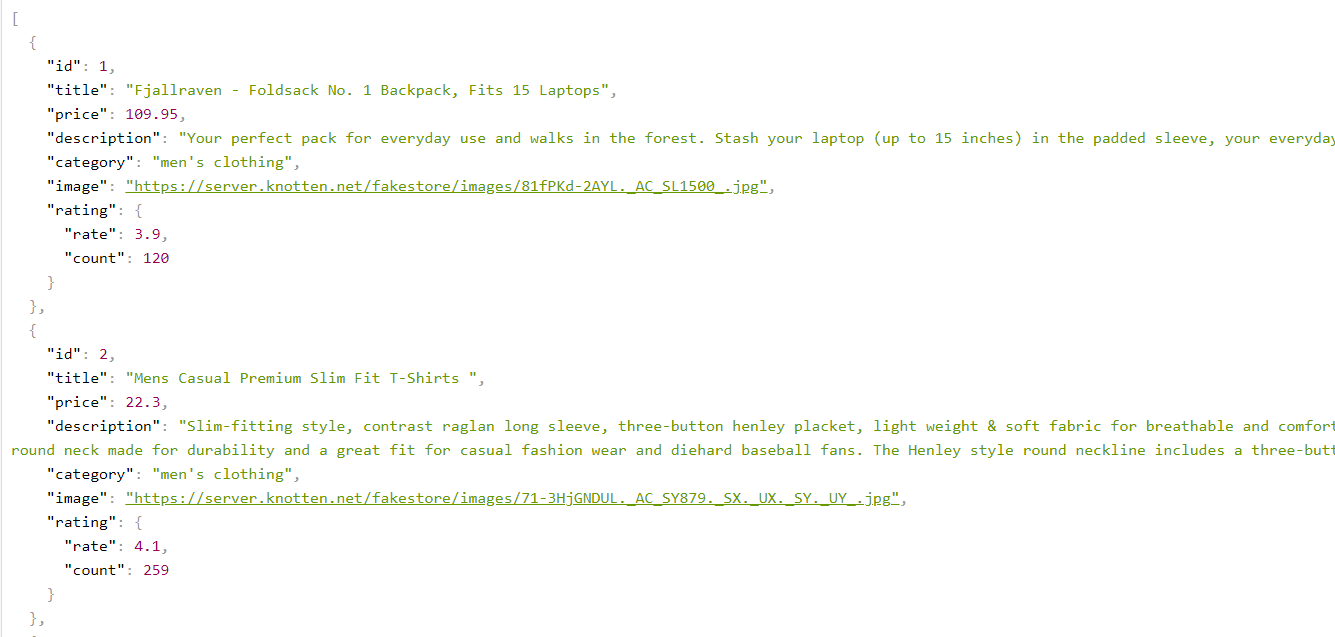 [
  {
    "id": 1,
    "title": "Fjallraven - Foldsack No. 1 Backpack, Fits 15 Laptops",
    "price": 109.95,
    "description": "Your perfect pack for everyday use and walks in the forest. Stash your laptop (up to 15 inches) in the padded sleeve, your everyday
    "category": "men's clothing",
    "image": "https://server.knotten.net/fakestore/images/81fPKd-2AYL._AC_SL1500_.jpg",
    "rating": {
      "rate": 3.9,
      "count": 120
    }
  },
  {
    "id": 2,
    "title": "Mens Casual Premium Slim Fit T-Shirts ",
    "price": 22.3,
    "description": "Slim-fitting style, contrast raglan long sleeve, three-button henley placket, light weight & soft fabric for breathable and comfort
round neck made for durability and a great fit for casual fashion wear and diehard baseball fans. The Henley style round neckline includes a three-butt
    "category": "men's clothing",
    "image": "https://server.knotten.net/fakestore/images/71-3HjGNDUL._AC_SY879._SX._UX._SY._UY_.jpg",
    "rating": {
      "rate": 4.1,
      "count": 259
    }
  },